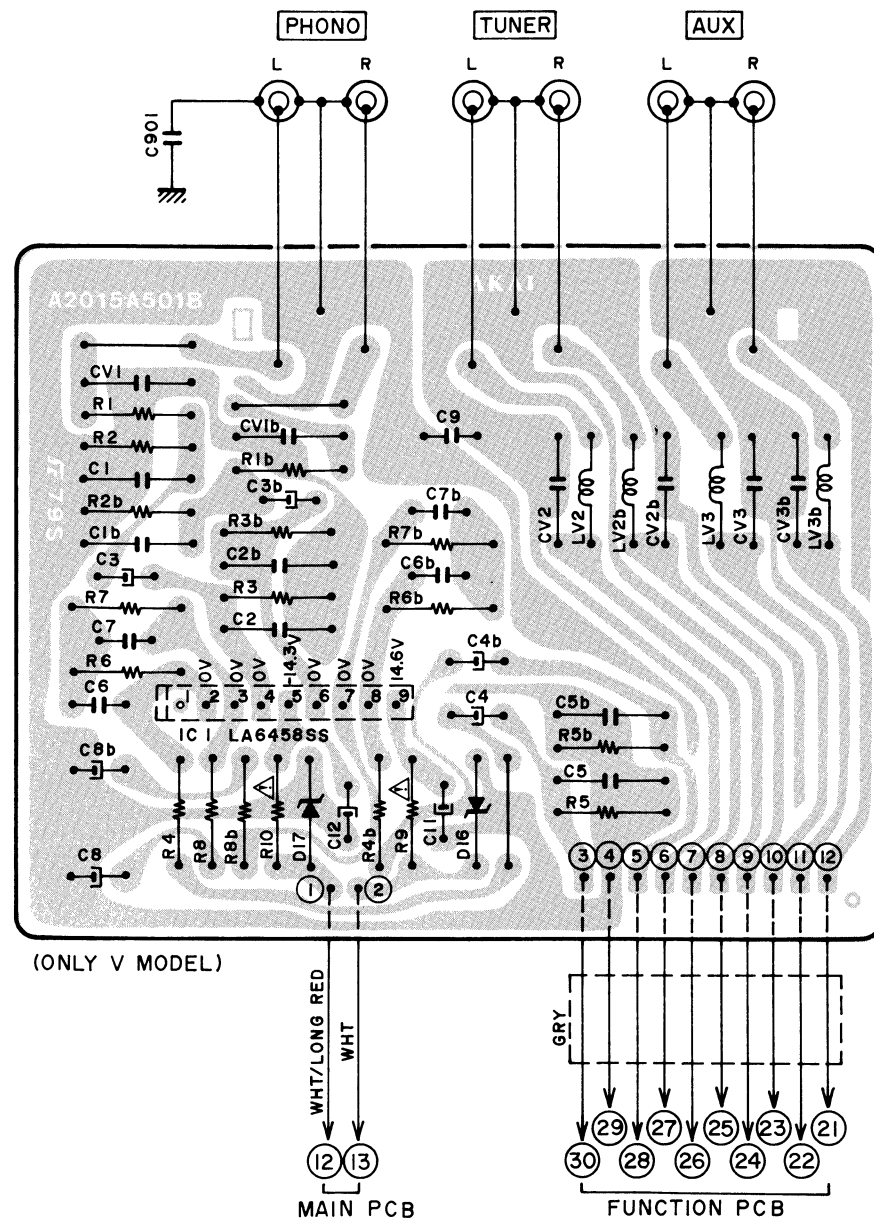 PHONO TUNER AUX
L R L R L R
C901
A2015A501B AKAI
CV1
R1
R2
C1
R2b
C1b
C3
R7
C7
R6
C6
C8b
C8
CV1b
R1b
C3b
R3b
C2b
R3
C2
C9
C7b
R7b
C6b
R6b
C4b
C4
CV2 LV2 LV2b CV2b LV3 CV3 CV3b LV3b
C5b
R5b
C5
R5
0V 0V 0V -14.3V 0V 0V 0V 14.6V
1 2 3 4 5 6 7 8 9
IC1 LA6458SS
R4 R8 R8b R10 D17 C12 R4b R9 C11 D16
1 2
3 4 5 6 7 8 9 10 11 12
(ONLY V MODEL)
WHT/LONG RED
WHT
GRY
29 27 25 23 21
12 13 30 28 26 24 22
MAIN PCB FUNCTION PCB